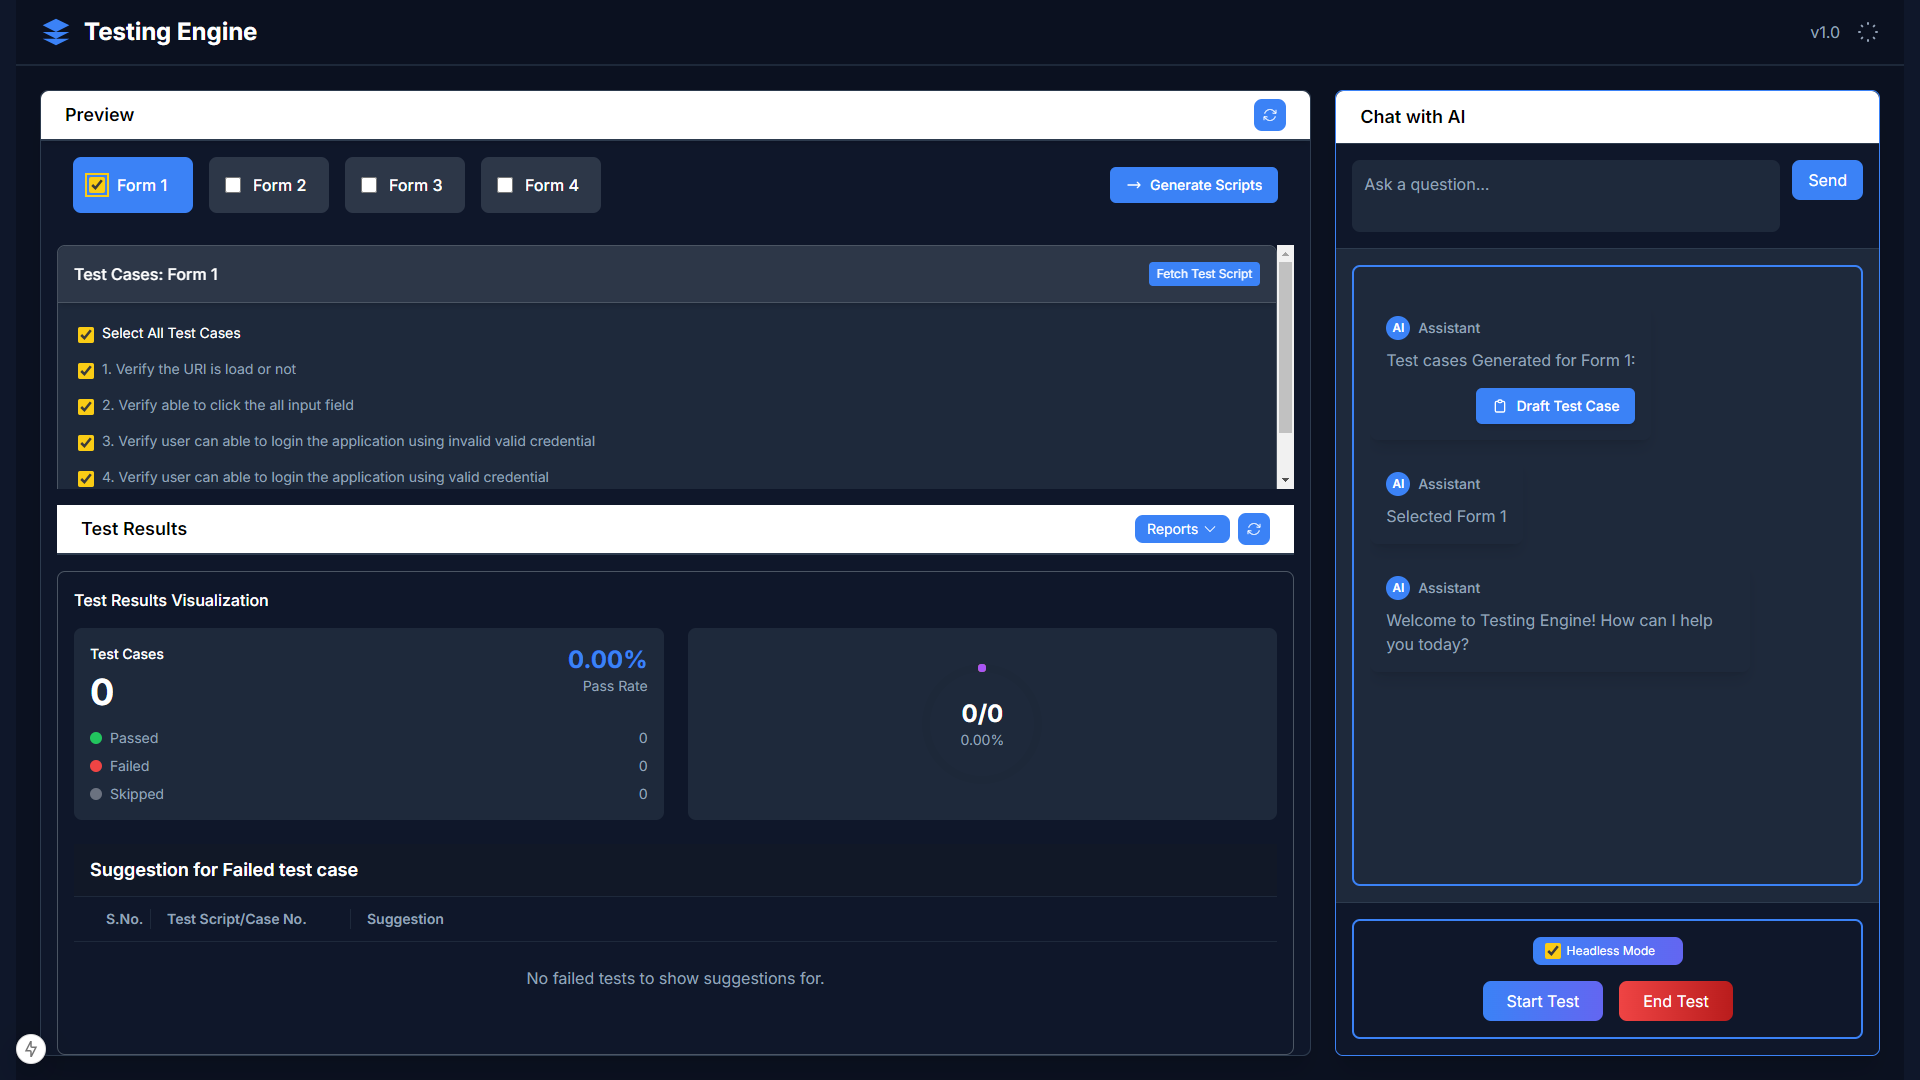 Testing Engine
v1.0
Preview
Form 1
Form 2
Form 3
Form 4
Generate Scripts
Test Cases: Form 1
Fetch Test Script
Select All Test Cases
1. Verify the URl is load or not
2. Verify able to click the all input field
3. Verify user can able to login the application using invalid valid credential
4. Verify user can able to login the application using valid credential
Test Results
Reports
Test Results Visualization
Test Cases
0
0.00%
Pass Rate
Passed 0
Failed 0
Skipped 0
0/0
0.00%
Suggestion for Failed test case
S.No. Test Script/Case No. Suggestion
No failed tests to show suggestions for.
Chat with AI
Ask a question...
Send
AI Assistant
Test cases Generated for Form 1:
Draft Test Case
AI Assistant
Selected Form 1
AI Assistant
Welcome to Testing Engine! How can I help
you today?
Headless Mode
Start Test
End Test